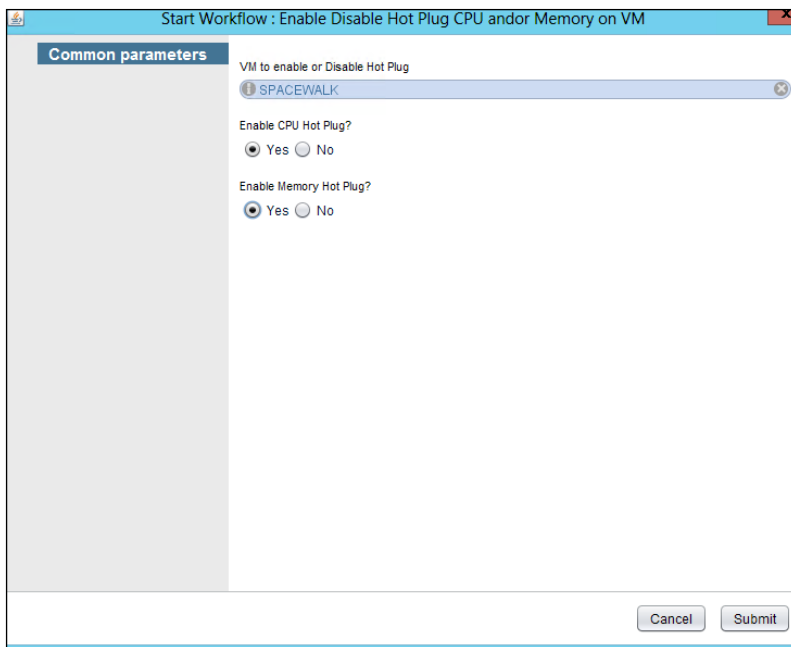 Start Workflow : Enable Disable Hot Plug CPU andor Memory on VM
Common parameters
VM to enable or Disable Hot Plug
SPACEWALK
Enable CPU Hot Plug?
Yes No
Enable Memory Hot Plug?
Yes No
Cancel Submit